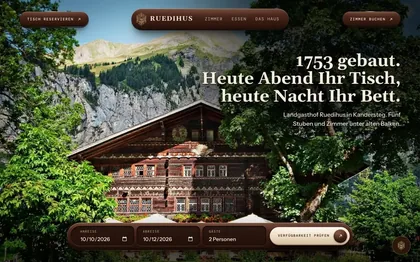 TISCH RESERVIEREN
RUEDIHUS
ZIMMER ESSEN DAS HAUS
ZIMMER BUCHEN
1753 gebaut.
Heute Abend Ihr Tisch,
heute Nacht Ihr Bett.
Landgasthof Ruedihus in Kandersteg. Fünf
Stuben und Zimmer unter alten Balken.
ANREISE
10/10/2026
ABREISE
10/12/2026
GÄSTE
2 Personen
VERFÜGBARKEIT PRÜFEN